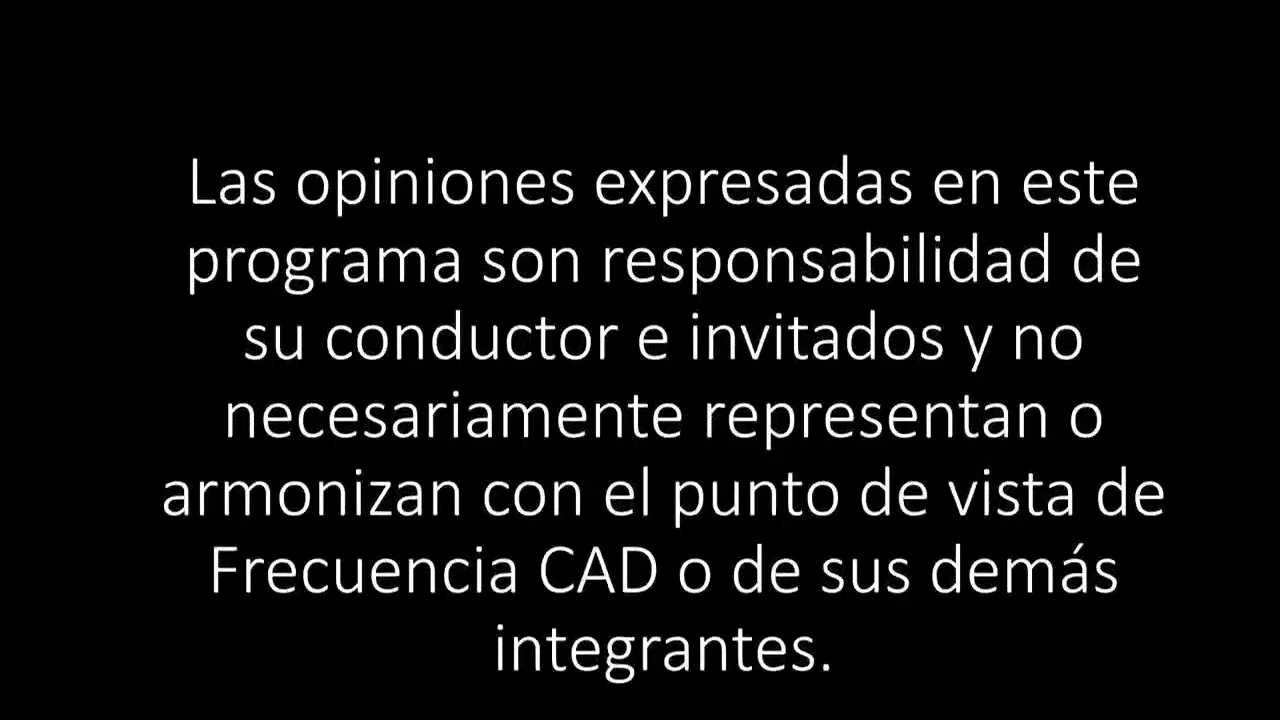 Las opiniones expresadas en este
programa son responsabilidad de
su conductor e invitados y no
necesariamente representan o
armonizan con el punto de vista de
Frecuencia CAD o de sus demás
integrantes.